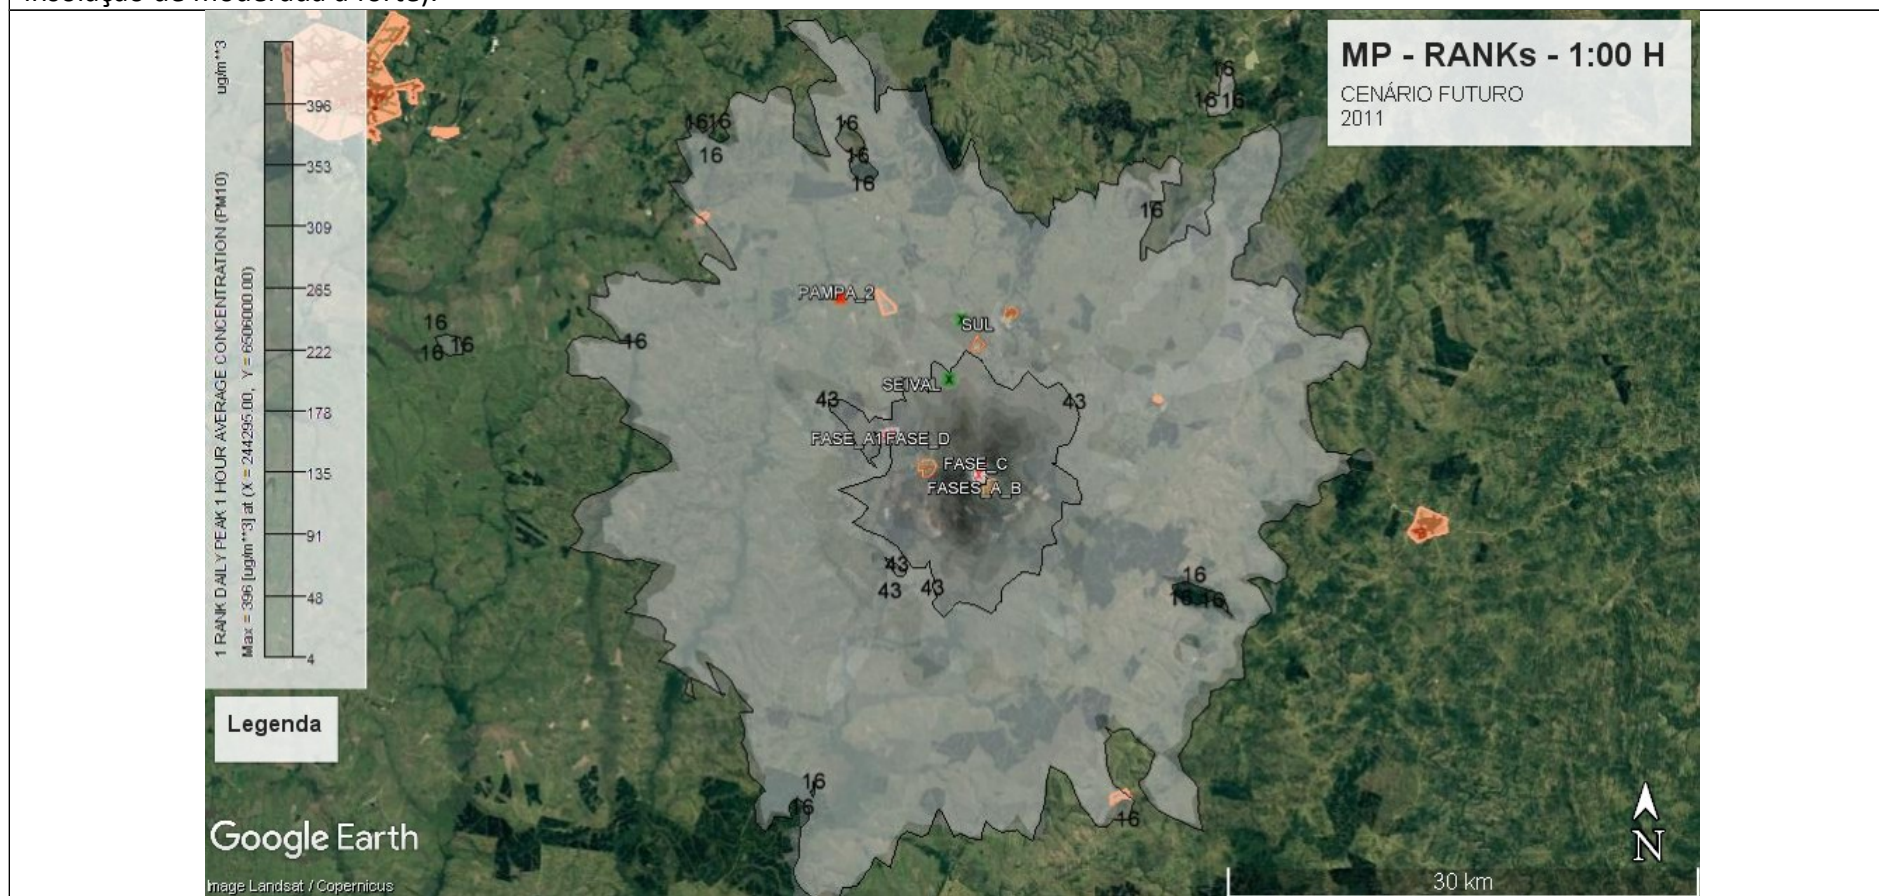 MP - RANKs - 1:00 H
CENÁRIO FUTURO
2011
ug/m**3
1 RANK DAILY PEAK 1 HOUR AVERAGE CONCENTRATION (PM10)
Max = 396 [ug/m**3] at (X = 244295.00, Y = 6506000.00)
396
353
309
265
222
178
135
91
48
4
16
16 16
16 16
16
16
16
16
16
PAMPA_2
SUL
16
16
16
16
SEIVAL
43
43
FASE_A1 FASE_D
FASE_C
FASES_A_B
43
43
43
16
16 16
16
16
16
Legenda
Google Earth
Image Landsat / Copernicus
N
30 km